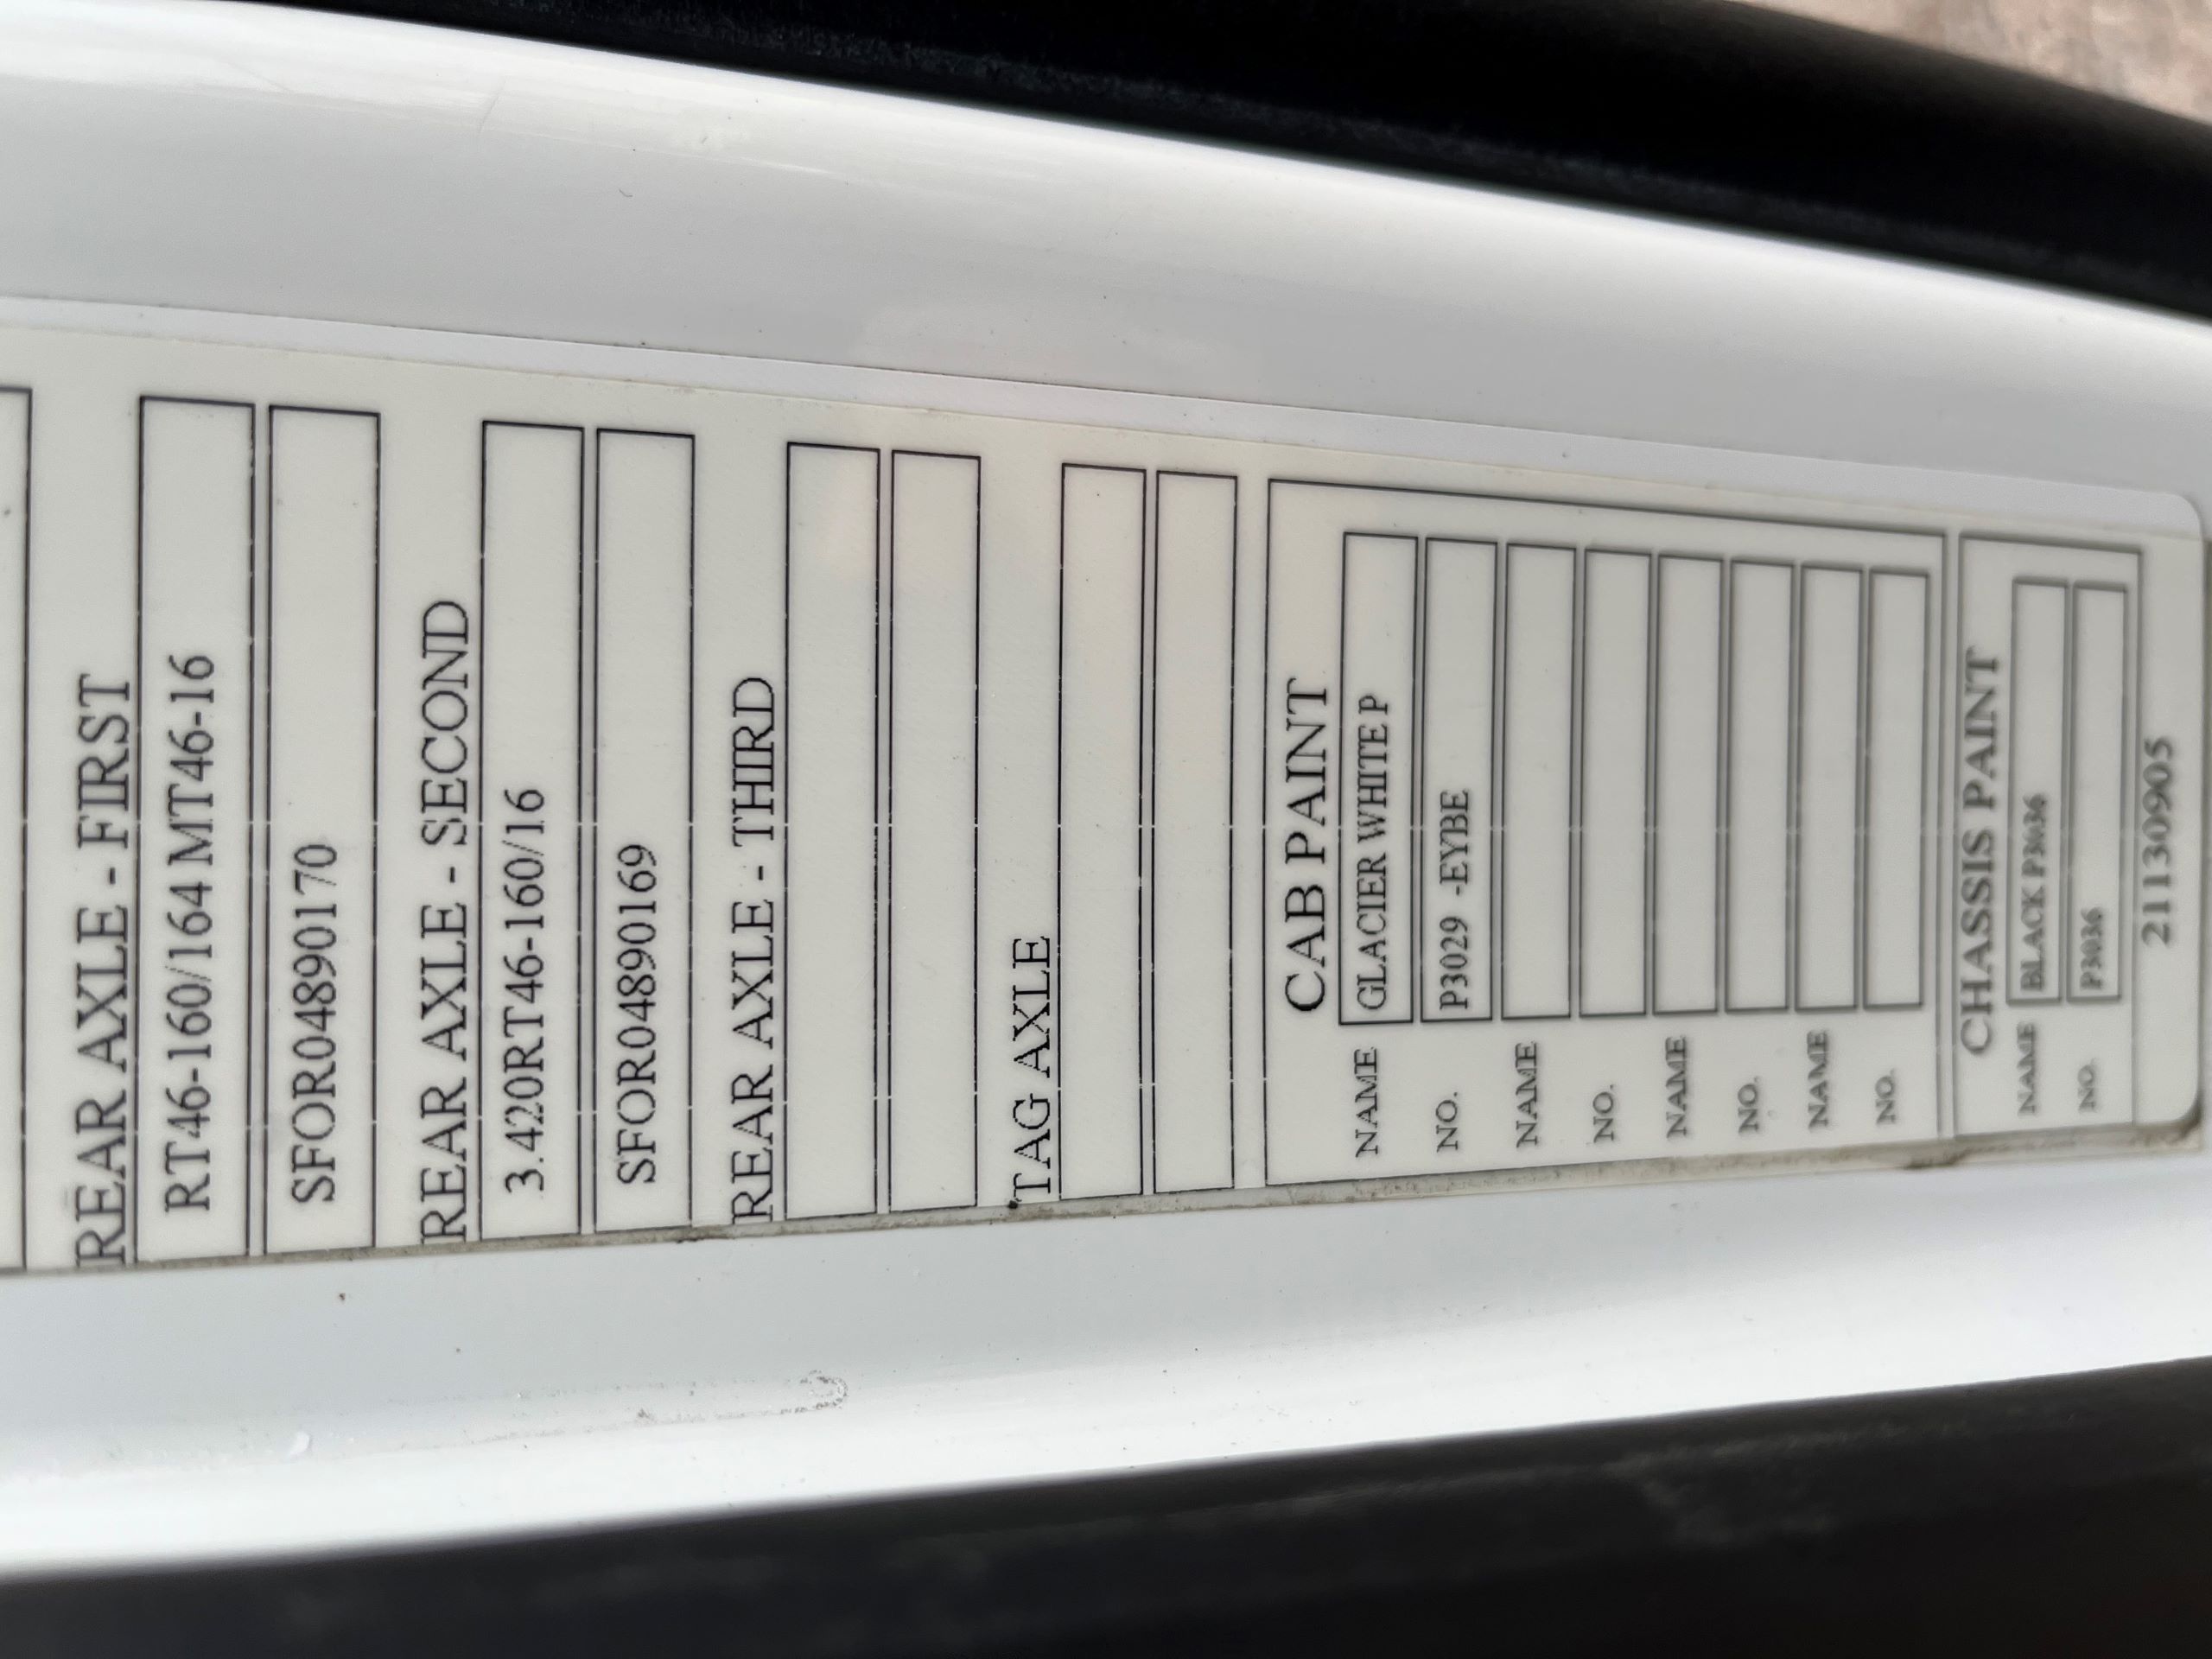 REAR AXLE - FIRST
RT46-160/164 MT46-16
SFOR04890170
REAR AXLE - SECOND
3.420RT46-160/16
SFOR04890169
REAR AXLE - THIRD
TAG AXLE
CAB PAINT
NAME GLACIER WHITE P
NO. P3029 -EYBE
NAME
NO.
NAME
NO.
NAME
NO.
CHASSIS PAINT
NAME BLACK P3036
NO. P3036
21130905